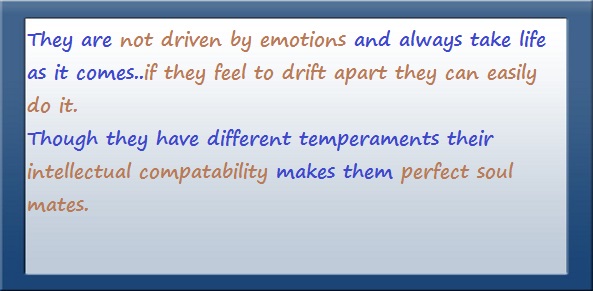 They are not driven by emotions and always take life
as it comes..if they feel to drift apart they can easily
do it.
Though they have different temperaments their
intellectual compatability makes them perfect soul
mates.